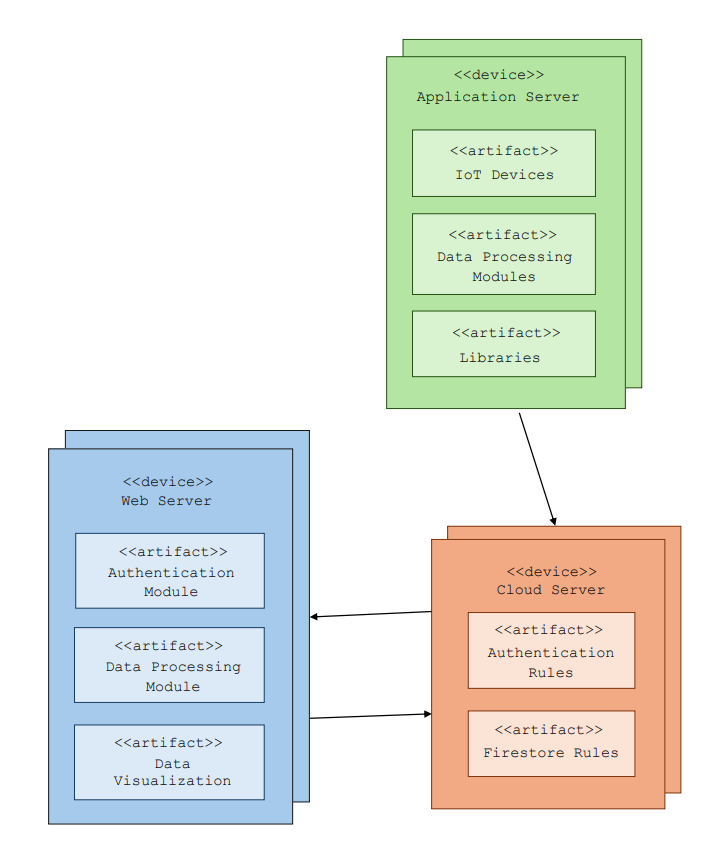 <<device>>
Application Server
<<artifact>>
IoT Devices
<<artifact>>
Data Processing
Modules
<<artifact>>
Libraries
<<device>>
Web Server
<<artifact>>
Authentication
Module
<<artifact>>
Data Processing
Module
<<artifact>>
Data
Visualization
<<device>>
Cloud Server
<<artifact>>
Authentication
Rules
<<artifact>>
Firestore Rules